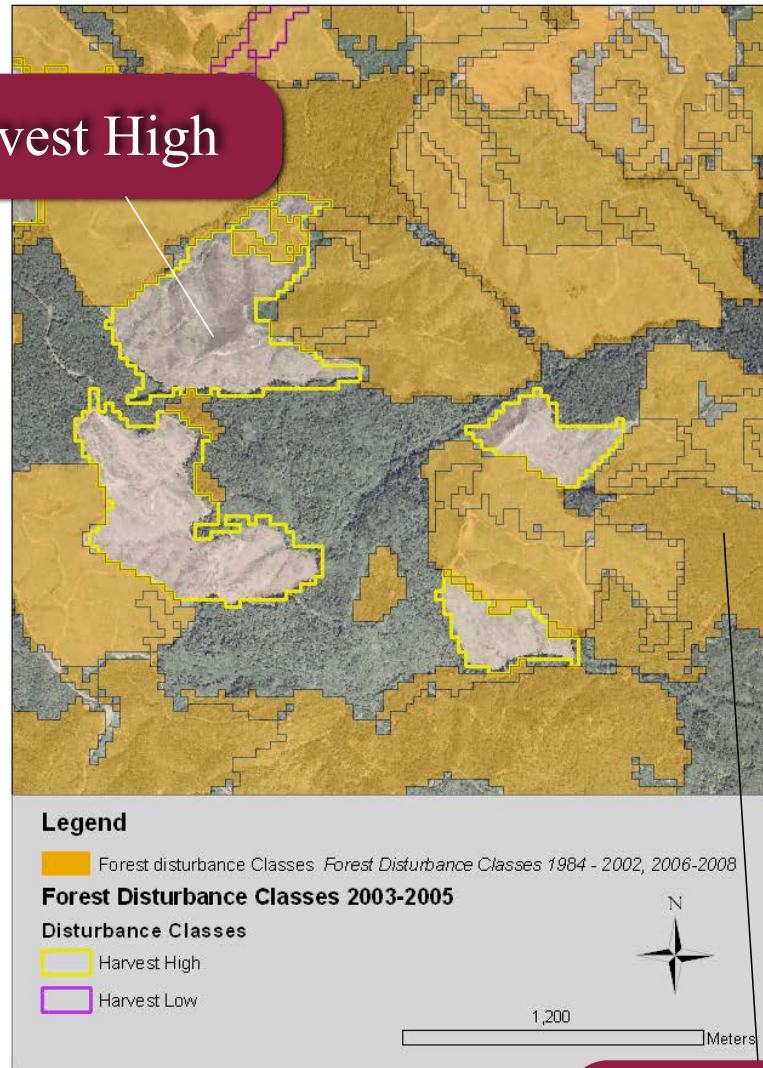 vest High
Legend
Forest disturbance Classes Forest Disturbance Classes 1984 - 2002, 2006-2008
Forest Disturbance Classes 2003-2005
Disturbance Classes
Harvest High
Harvest Low
N
1,200
Meters